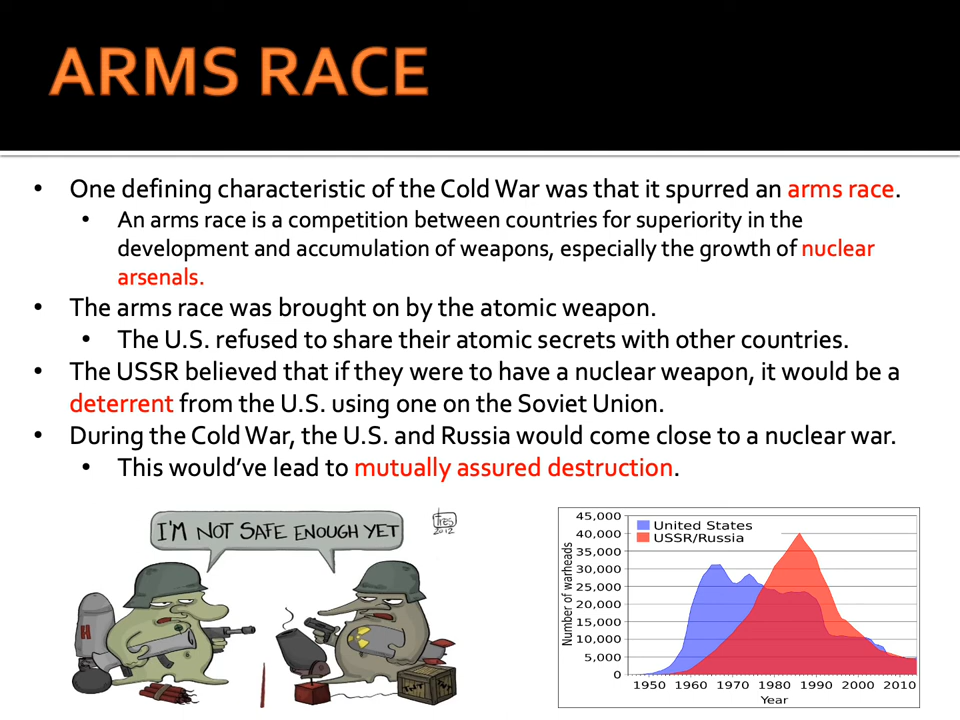 ARMS RACE
• One defining characteristic of the Cold War was that it spurred an arms race.
• An arms race is a competition between countries for superiority in the
development and accumulation of weapons, especially the growth of nuclear
arsenals.
• The arms race was brought on by the atomic weapon.
• The U.S. refused to share their atomic secrets with other countries.
• The USSR believed that if they were to have a nuclear weapon, it would be a
deterrent from the U.S. using one on the Soviet Union.
• During the Cold War, the U.S. and Russia would come close to a nuclear war.
• This would've lead to mutually assured destruction.
I'M NOT SAFE ENOUGH YET
TRES
2012
H
TNT
TNT
45,000
40,000
35,000
30,000
25,000
20,000
15,000
10,000
5,000
0
Number of warheads
United States
USSR/Russia
1950 1960 1970 1980 1990 2000 2010
Year